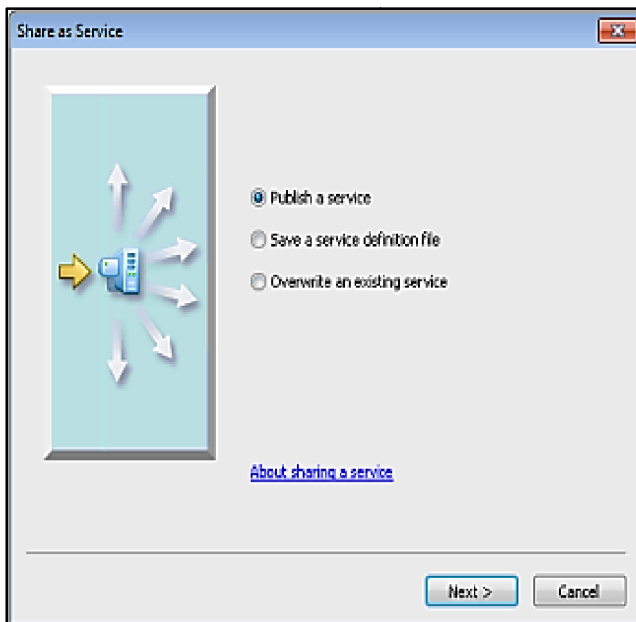 Share as Service
Publish a service
Save a service definition file
Overwrite an existing service
About sharing a service
Next >
Cancel